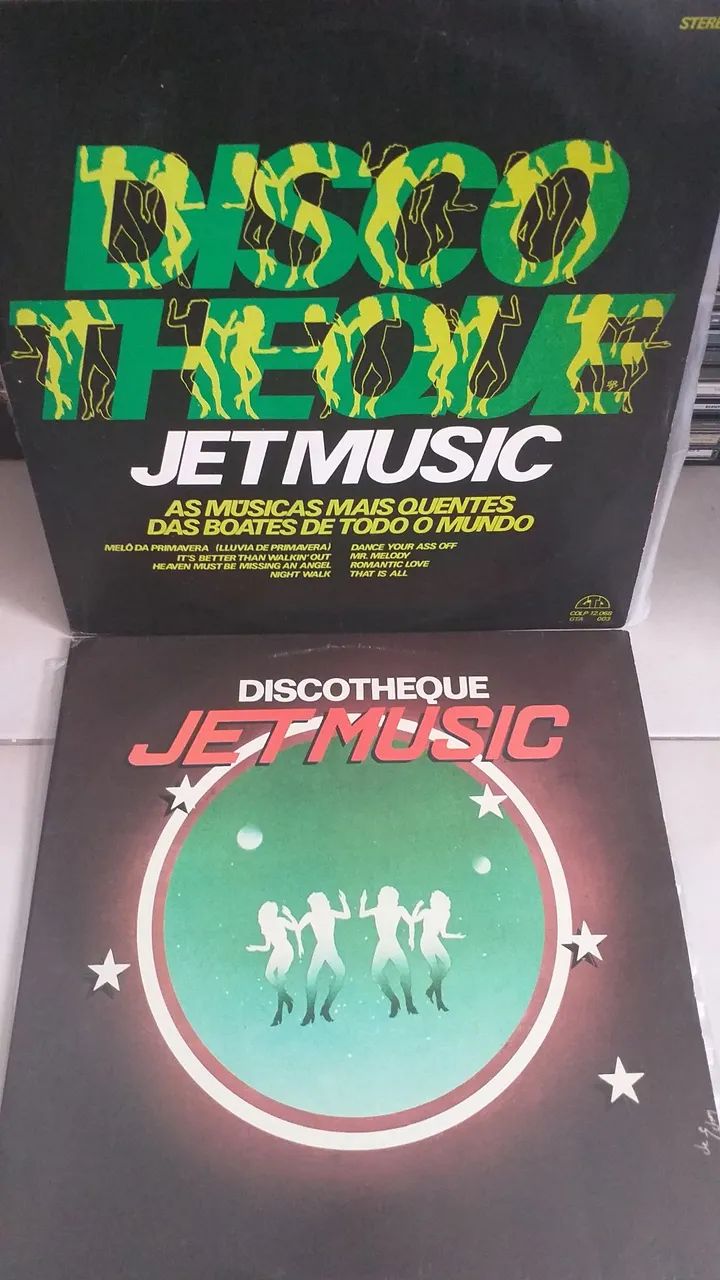 STERE
DISCO
THEQUE
JET MUSIC
AS MÚSICAS MAIS QUENTES
DAS BOATES DE TODO O MUNDO
MELÔ DA PRIMAVERA (LLUVIA DE PRIMAVERA)
IT'S BETTER THAN WALKIN' OUT
HEAVEN MUST BE MISSING AN ANGEL
NIGHT WALK
DANCE YOUR ASS OFF
MR. MELODY
ROMANTIC LOVE
THAT IS ALL
GTA
COLP 12.068
GTA 003
DISCOTHEQUE
JET MUSIC